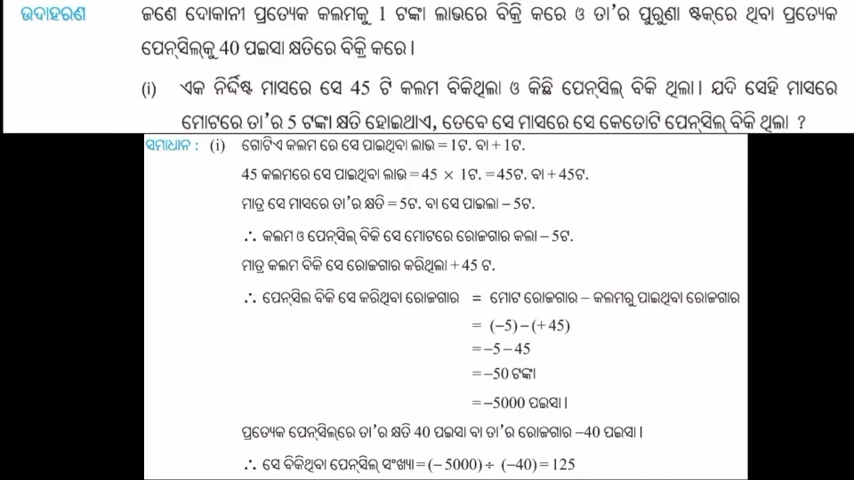 ଉଦାହରଣ ଜଣେ ଦୋକାନୀ ପ୍ରତ୍ୟେକ କଲମକୁ 1 ଟଙ୍କା ଲାଭରେ ବିକ୍ରି କରେ ଓ ତା’ର ପୁରୁଣା ଷ୍ଟକ୍‌ରେ ଥିବା ପ୍ରତ୍ୟେକ
ପେନ୍‌ସିଲ୍‌କୁ 40 ପଇସା କ୍ଷତିରେ ବିକ୍ରି କରେ।
(i) ଏକ ନିର୍ଦ୍ଦିଷ୍ଟ ମାସରେ ସେ 45 ଟି କଲମ ବିକିଥିଲା ଓ କିଛି ପେନ୍‌ସିଲ୍ ବିକି ଥିଲା। ଯଦି ସେହି ମାସରେ
ମୋଟରେ ତା’ର 5 ଟଙ୍କା କ୍ଷତି ହୋଇଥାଏ, ତେବେ ସେ ମାସରେ ସେ କେତୋଟି ପେନ୍‌ସିଲ୍ ବିକି ଥିଲା ?
ସମାଧାନ : (i) ଗୋଟିଏ କଲମ ରେ ସେ ପାଇଥିବା ଲାଭ = 1ଟ. ବା + 1ଟ.
45 କଲମରେ ସେ ପାଇଥିବା ଲାଭ = 45 × 1ଟ. = 45ଟ. ବା + 45ଟ.
ମାତ୍ର ସେ ମାସରେ ତା’ର କ୍ଷତି = 5ଟ. ବା ସେ ପାଇଲା – 5ଟ.
∴ କଲମ ଓ ପେନ୍‌ସିଲ୍ ବିକି ସେ ମୋଟରେ ରୋଜଗାର କଲା – 5ଟ.
ମାତ୍ର କଲମ ବିକି ସେ ରୋଜଗାର କରିଥିଲା + 45 ଟ.
∴ ପେନ୍‌ସିଲ ବିକି ସେ କରିଥିବା ରୋଜଗାର = ମୋଟ ରୋଜଗାର – କଲମରୁ ପାଇଥିବା ରୋଜଗାର
= (–5) – (+ 45)
= –5 – 45
= –50 ଟଙ୍କା
= –5000 ପଇସା।
ପ୍ରତ୍ୟେକ ପେନ୍‌ସିଲ୍‌ରେ ତା’ର କ୍ଷତି 40 ପଇସା ବା ତା’ର ରୋଜଗାର –40 ପଇସା।
∴ ସେ ବିକିଥିବା ପେନ୍‌ସିଲ୍ ସଂଖ୍ୟା = (– 5000) ÷ (–40) = 125